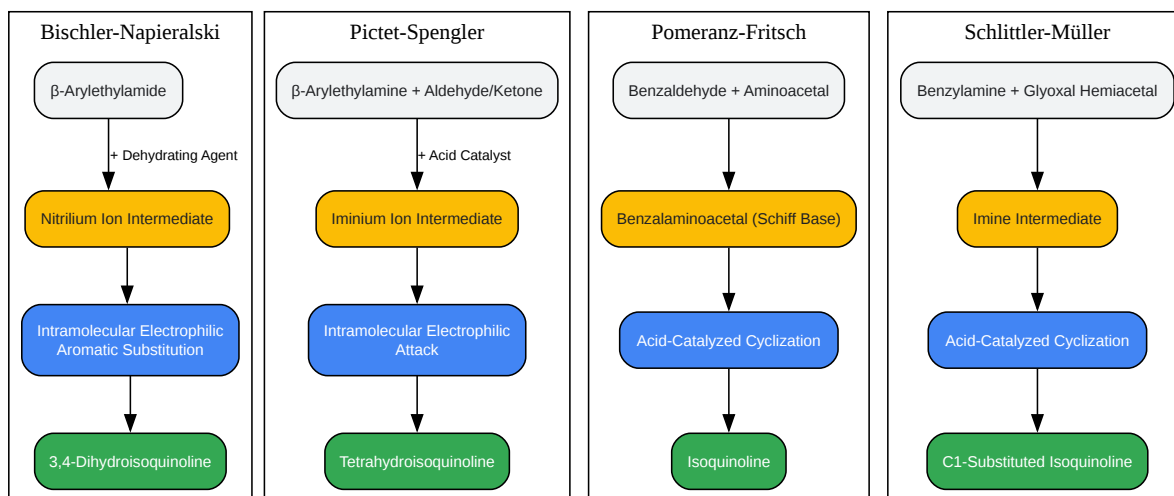 Bischler-Napieralski
β-Arylethylamide
+ Dehydrating Agent
Nitrilium Ion Intermediate
Intramolecular Electrophilic
Aromatic Substitution
3,4-Dihydroisoquinoline
Pictet-Spengler
β-Arylethylamine + Aldehyde/Ketone
+ Acid Catalyst
Iminium Ion Intermediate
Intramolecular Electrophilic
Attack
Tetrahydroisoquinoline
Pomeranz-Fritsch
Benzaldehyde + Aminoacetal
Benzalaminoacetal (Schiff Base)
Acid-Catalyzed Cyclization
Isoquinoline
Schlittler-Müller
Benzylamine + Glyoxal Hemiacetal
Imine Intermediate
Acid-Catalyzed Cyclization
C1-Substituted Isoquinoline